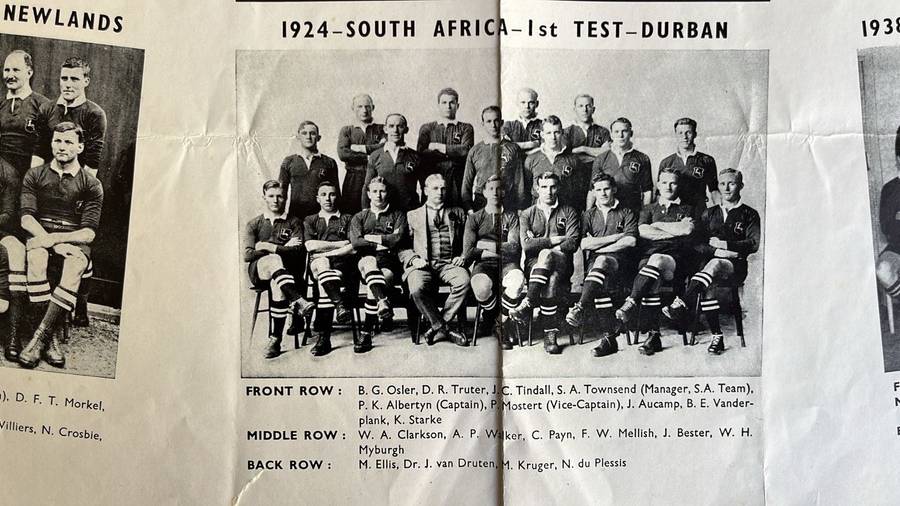 NEWLANDS
D. F. T. Morkel,
Villiers, N. Crosbie,
1924–SOUTH AFRICA–1st TEST–DURBAN
FRONT ROW : B. G. Osler, D. R. Truter, J. C. Tindall, S. A. Townsend (Manager, S.A. Team),
P. K. Albertyn (Captain), P. Mostert (Vice-Captain), J. Aucamp, B. E. Vander-
plank, K. Starke
MIDDLE ROW : W. A. Clarkson, A. P. Walker, C. Payn, F. W. Mellish, J. Bester, W. H.
Myburgh
BACK ROW : M. Ellis, Dr. J. van Druten, M. Kruger, N. du Plessis
1938